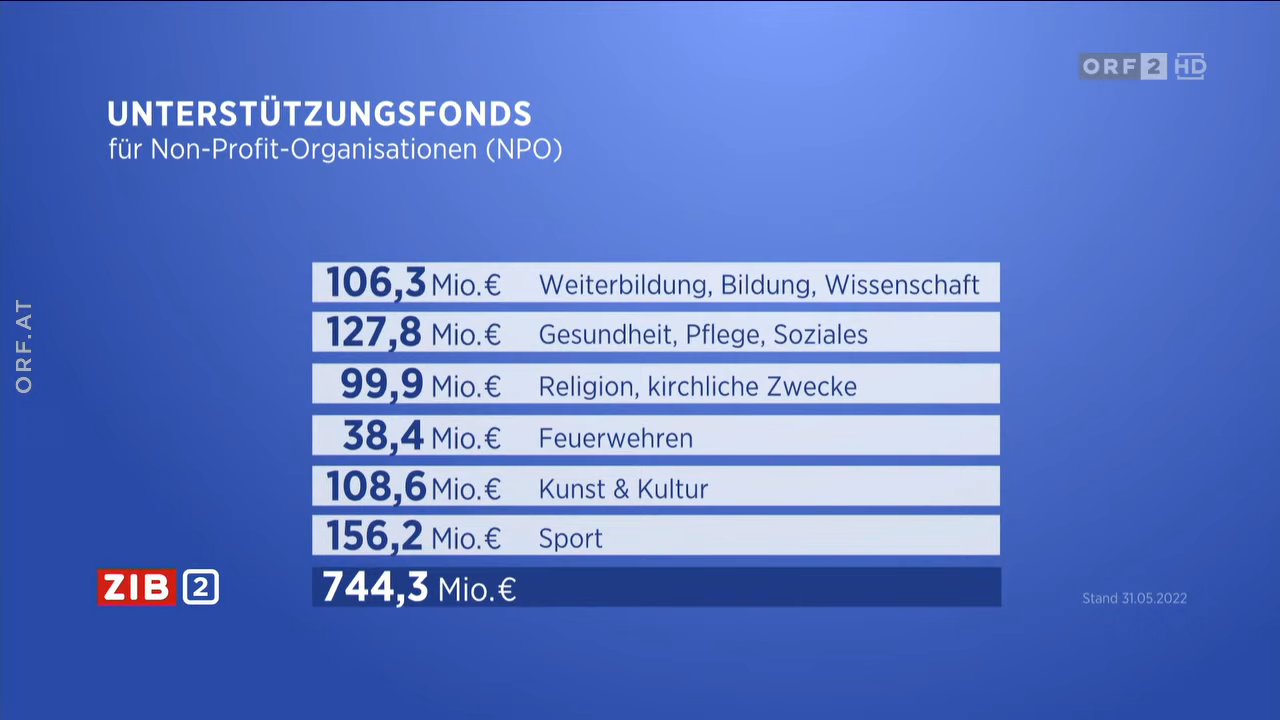 ORF 2 HD
UNTERSTÜTZUNGSFONDS
für Non-Profit-Organisationen (NPO)
106,3 Mio.€ Weiterbildung, Bildung, Wissenschaft
127,8 Mio.€ Gesundheit, Pflege, Soziales
99,9 Mio.€ Religion, kirchliche Zwecke
38,4 Mio.€ Feuerwehren
108,6 Mio.€ Kunst & Kultur
156,2 Mio.€ Sport
744,3 Mio.€
ORF.AT
ZIB 2
Stand 31.05.2022